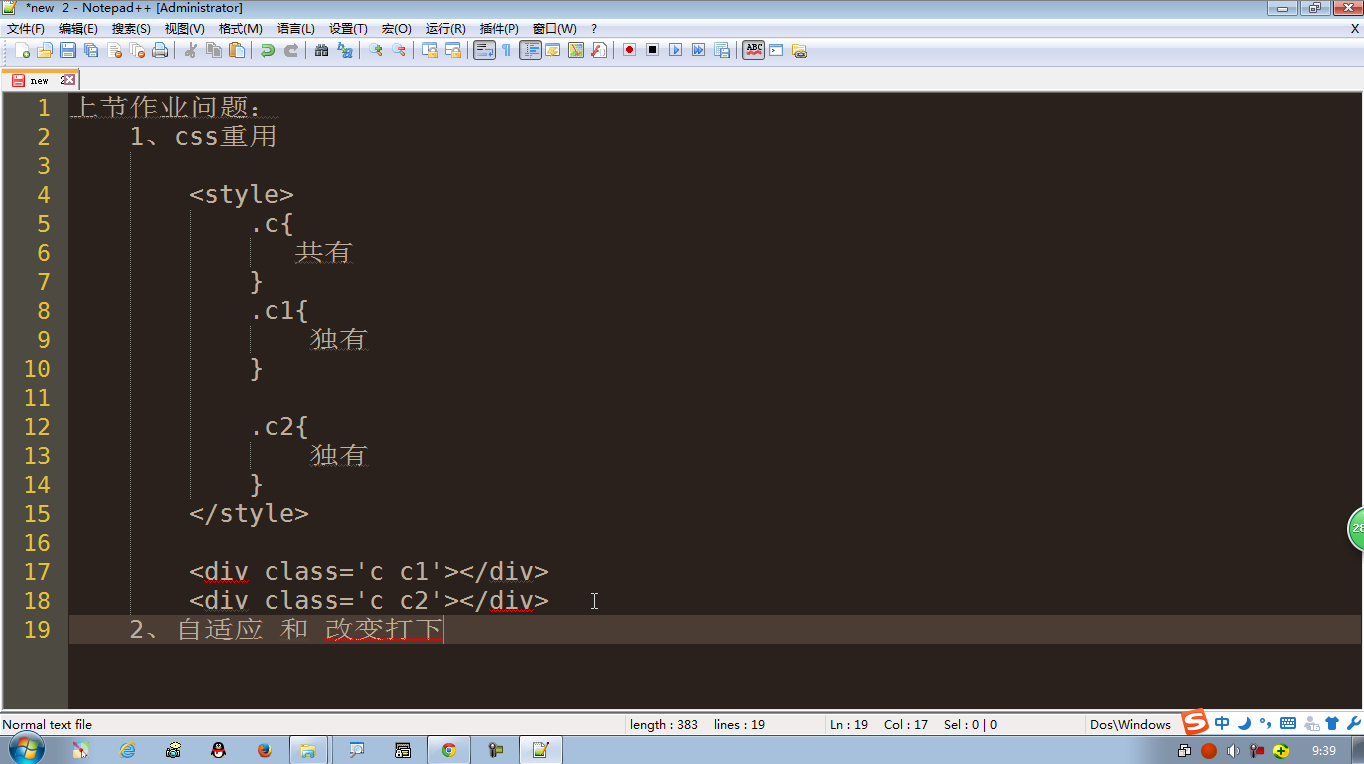 *new  2 - Notepad++ [Administrator]
文件(F) 编辑(E) 搜索(S) 视图(V) 格式(M) 语言(L) 设置(T) 宏(O) 运行(R) 插件(P) 窗口(W) ? X
ABC
new 2
1 上节作业问题:
2     1、css重用
3
4         <style>
5             .c{
6                 共有
7             }
8             .c1{
9                 独有
10             }
11
12             .c2{
13                 独有
14             }
15         </style>
16
17         <div class='c c1'></div>
18         <div class='c c2'></div>
19     2、自适应 和 改变打下
28
Normal text file length : 383 lines : 19 Ln : 19 Col : 17 Sel : 0 | 0 Dos\Windows S 中
9:39